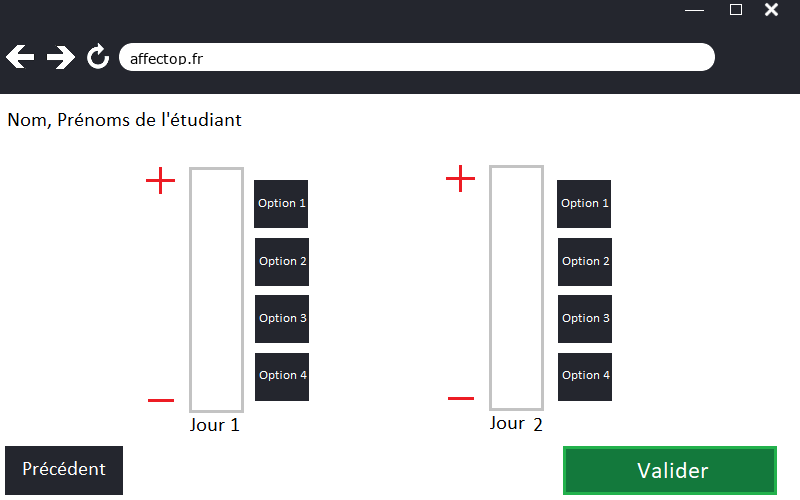 affectop.fr
Nom, Prénoms de l'étudiant
Option 1
Option 2
Option 3
Option 4
Jour 1
Option 1
Option 2
Option 3
Option 4
Jour 2
Précédent
Valider